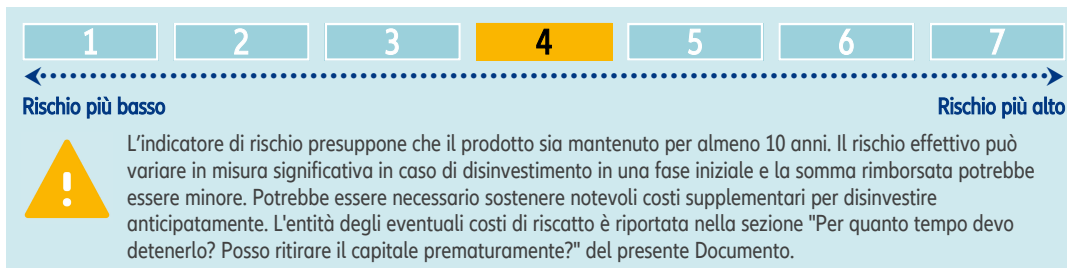 1 2 3 4 5 6 7
Rischio più basso Rischio più alto
L'indicatore di rischio presuppone che il prodotto sia mantenuto per almeno 10 anni. Il rischio effettivo può
variare in misura significativa in caso di disinvestimento in una fase iniziale e la somma rimborsata potrebbe
essere minore. Potrebbe essere necessario sostenere notevoli costi supplementari per disinvestire
anticipatamente. L'entità degli eventuali costi di riscatto è riportata nella sezione "Per quanto tempo devo
detenerlo? Posso ritirare il capitale prematuramente?" del presente Documento.